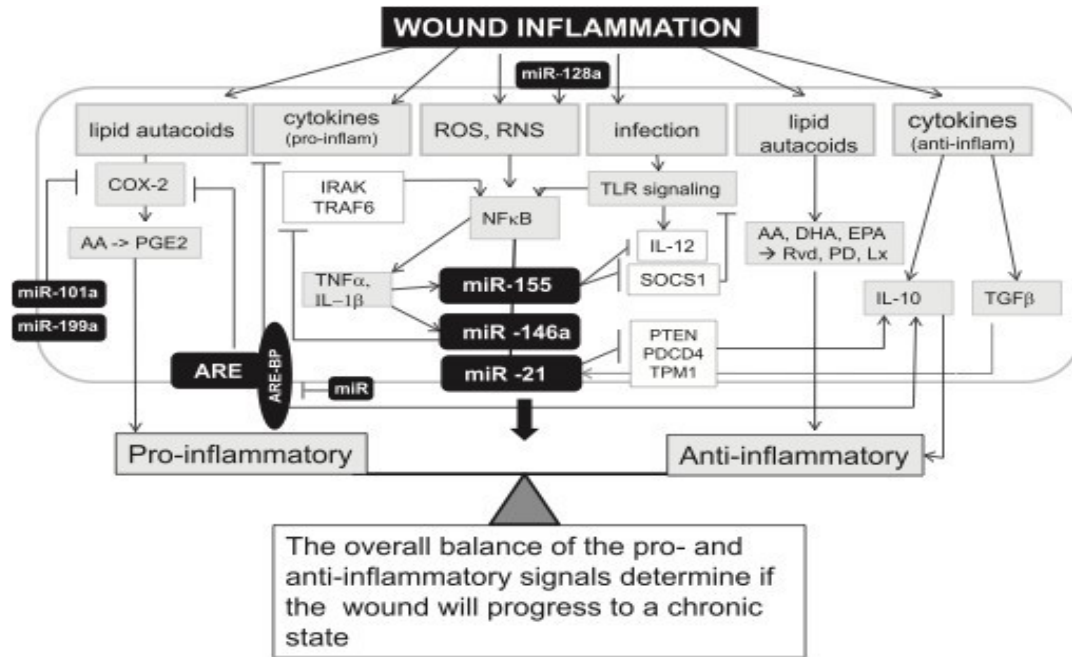 WOUND INFLAMMATION
miR-128a
lipid autacoids
cytokines
(pro-inflam)
ROS, RNS
infection
lipid
autacoids
cytokines
(anti-inflam)
COX-2
IRAK
TRAF6
TLR signaling
NFκB
AA -> PGE2
IL-12
AA, DHA, EPA
→ Rvd, PD, Lx
TNFα,
IL-1β
miR-155
SOCS1
IL-10
TGFβ
miR-101a
miR-199a
miR -146a
PTEN
PDCD4
TPM1
ARE
ARE-BP
miR
miR -21
Pro-inflammatory
Anti-inflammatory
The overall balance of the pro- and
anti-inflammatory signals determine if
the wound will progress to a chronic
state